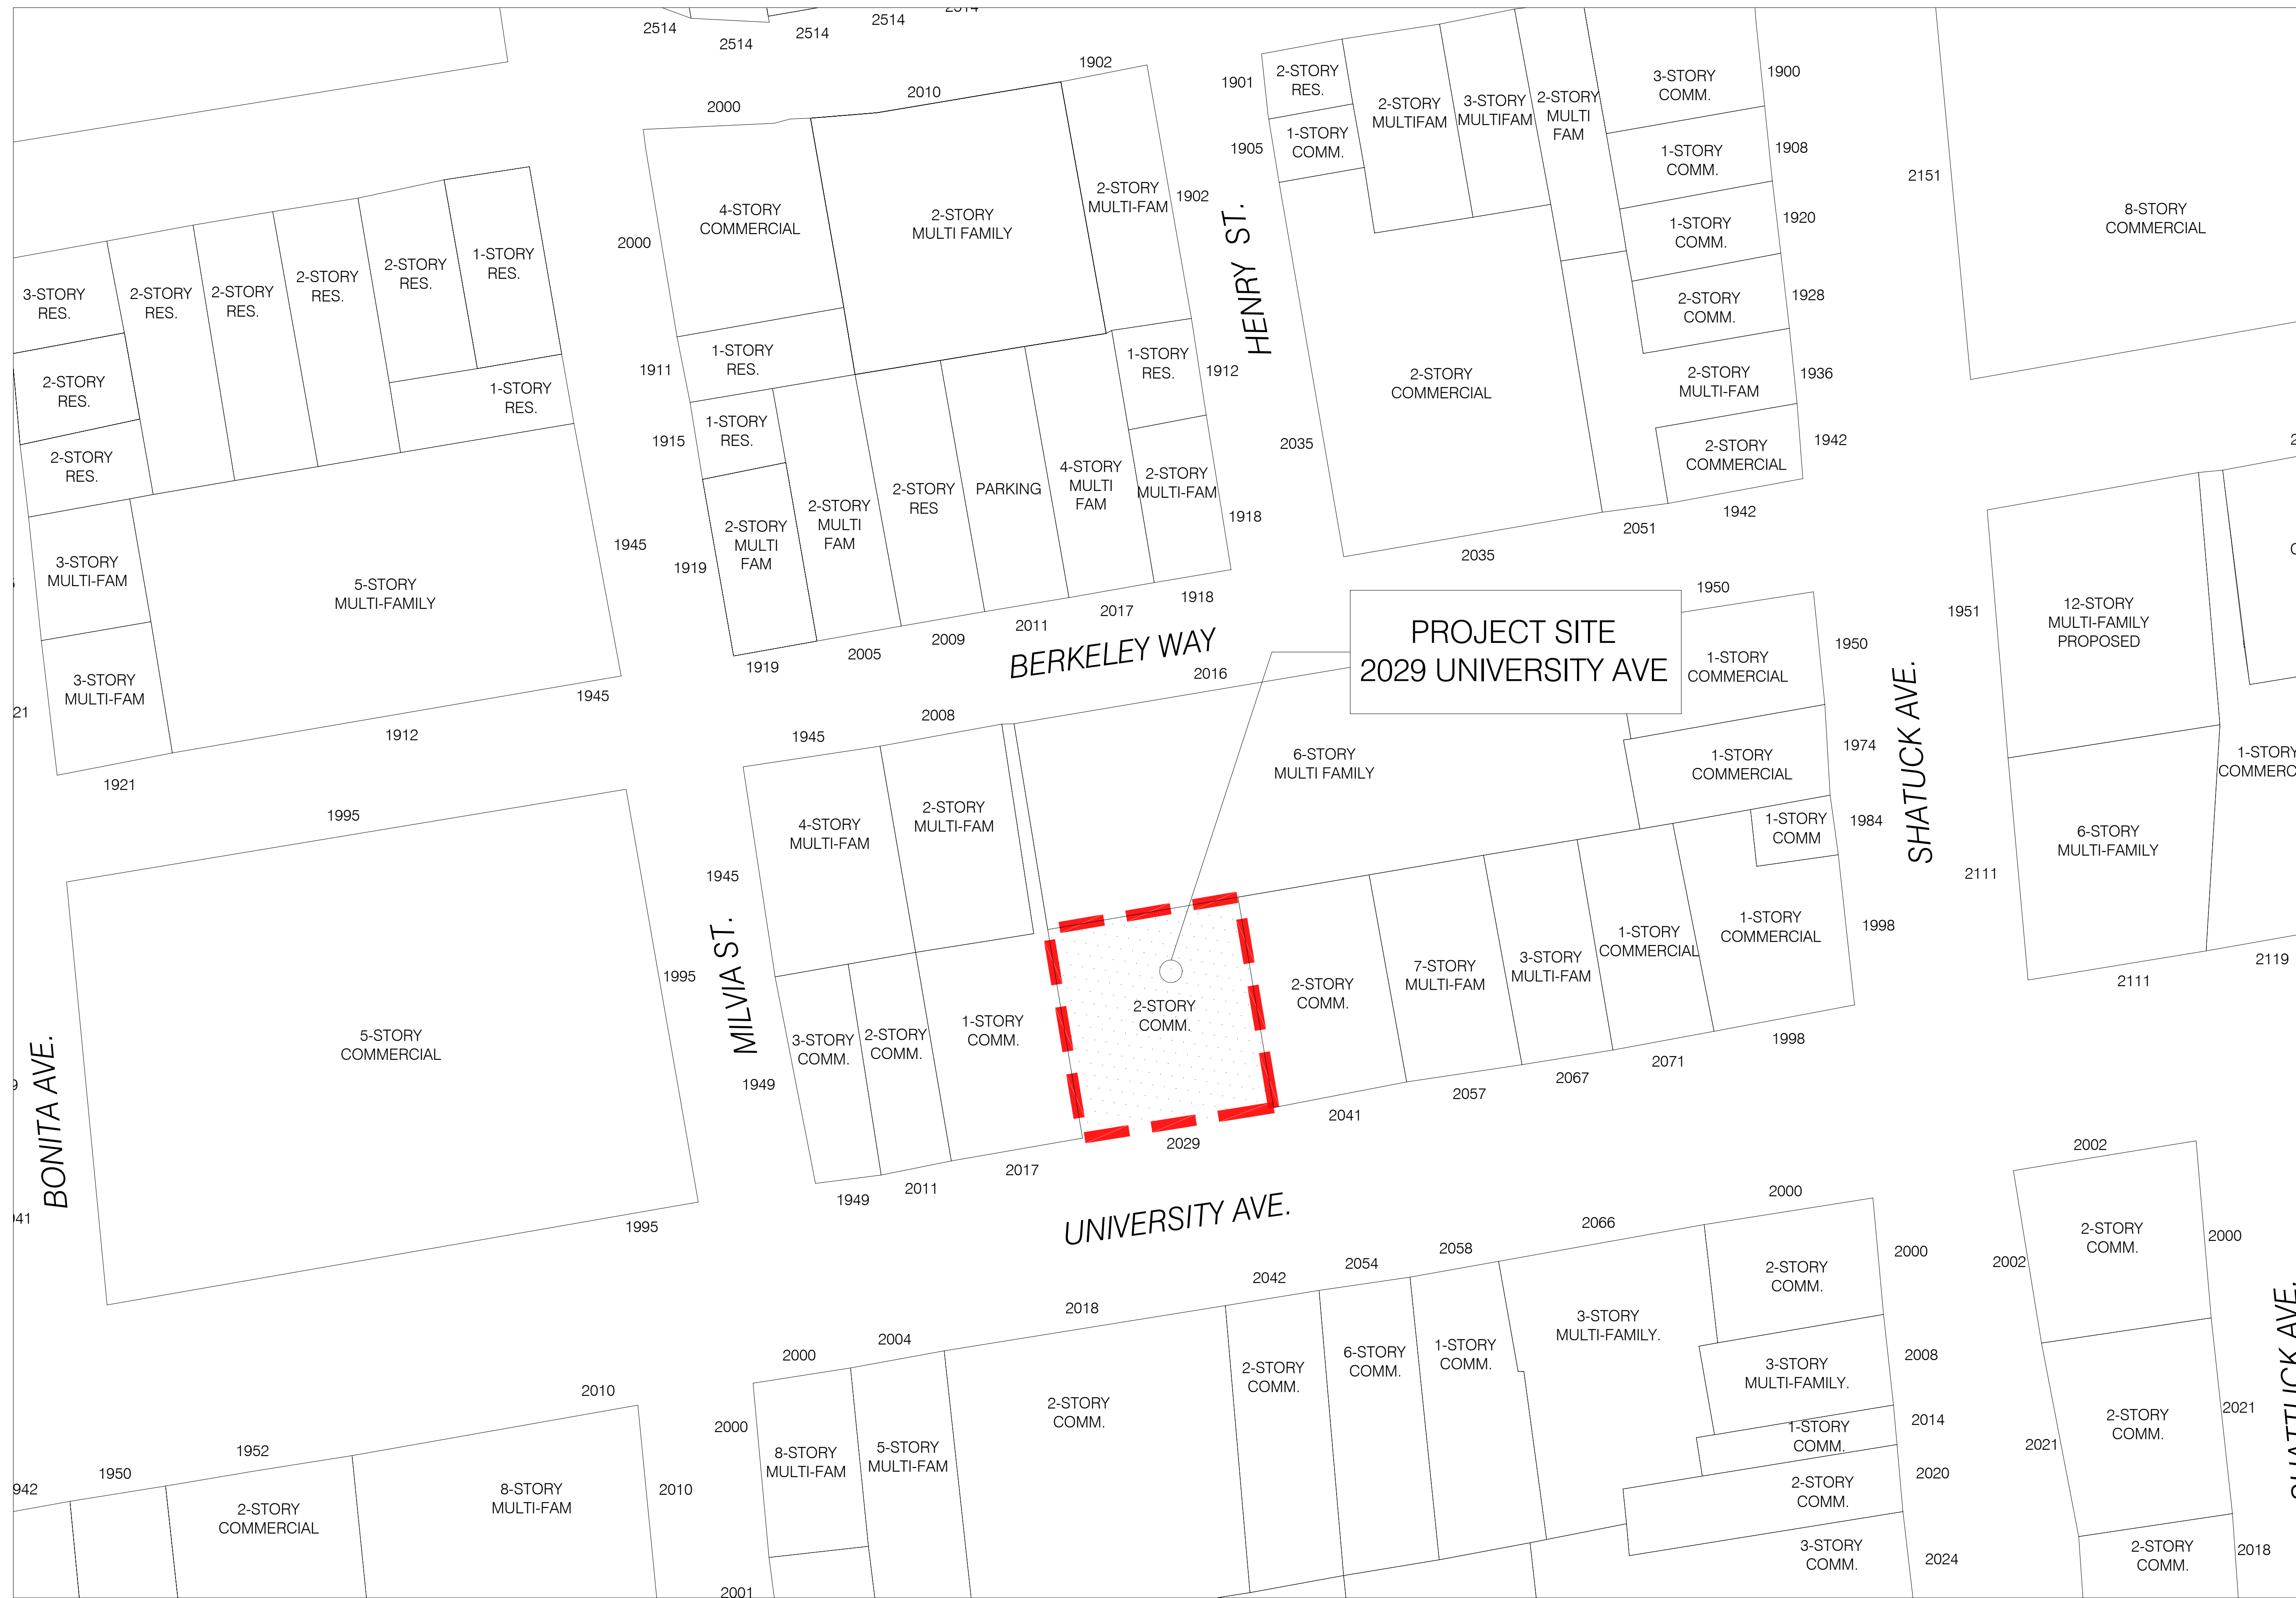 2514
2514
2514
2514
1902
2010
2000
1901
2-STORY
RES.
1905
1-STORY
COMM.
2-STORY
MULTIFAM
3-STORY
MULTIFAM
2-STORY
MULTI
FAM
3-STORY
COMM.
1900
1-STORY
COMM.
1908
1-STORY
COMM.
1920
2-STORY
COMM.
1928
2-STORY
MULTI-FAM
1936
2-STORY
COMMERCIAL
1942
1942
2051
2035
2035
2-STORY
COMMERCIAL
2151
8-STORY
COMMERCIAL
HENRY ST.
4-STORY
COMMERCIAL
2000
2-STORY
MULTI FAMILY
2-STORY
MULTI-FAM
1902
1-STORY
RES.
1911
1-STORY
RES.
1915
2-STORY
MULTI
FAM
1919
1919
2-STORY
MULTI
FAM
2005
2-STORY
RES
2009
PARKING
2011
4-STORY
MULTI
FAM
2017
1-STORY
RES.
1912
2-STORY
MULTI-FAM
1918
1918
3-STORY
RES.
2-STORY
RES.
2-STORY
RES.
2-STORY
RES.
2-STORY
RES.
1-STORY
RES.
1-STORY
RES.
2-STORY
RES.
2-STORY
RES.
3-STORY
MULTI-FAM
3-STORY
MULTI-FAM
5-STORY
MULTI-FAMILY
1945
1945
1912
1921
21
BERKELEY WAY
PROJECT SITE
2029 UNIVERSITY AVE
2016
2008
1945
1945
4-STORY
MULTI-FAM
2-STORY
MULTI-FAM
6-STORY
MULTI FAMILY
1950
1-STORY
COMMERCIAL
1950
1-STORY
COMMERCIAL
1974
1-STORY
COMM
1984
1-STORY
COMMERCIAL
1998
1998
1-STORY
COMMERCIAL
2071
3-STORY
MULTI-FAM
2067
7-STORY
MULTI-FAM
2057
2-STORY
COMM.
2041
2-STORY
COMM.
2029
1-STORY
COMM.
2017
2-STORY
COMM.
2011
3-STORY
COMM.
1949
1949
SHATUCK AVE.
1951
12-STORY
MULTI-FAMILY
PROPOSED
6-STORY
MULTI-FAMILY
2111
2111
1-STORY
COMMERC
2119
1995
5-STORY
COMMERCIAL
1995
1995
MILVIA ST.
BONITA AVE.
UNIVERSITY AVE.
942
1950
1952
2010
2-STORY
COMMERCIAL
8-STORY
MULTI-FAM
2010
2000
2000
8-STORY
MULTI-FAM
2001
2004
5-STORY
MULTI-FAM
2018
2-STORY
COMM.
2042
2-STORY
COMM.
2054
6-STORY
COMM.
2058
1-STORY
COMM.
2066
3-STORY
MULTI-FAMILY.
2000
2-STORY
COMM.
2000
3-STORY
MULTI-FAMILY.
2008
1-STORY
COMM.
2014
2-STORY
COMM.
2020
3-STORY
COMM.
2024
2002
2002
2-STORY
COMM.
2000
2-STORY
COMM.
2021
2021
2-STORY
COMM.
2018
SHATTUCK AVE.